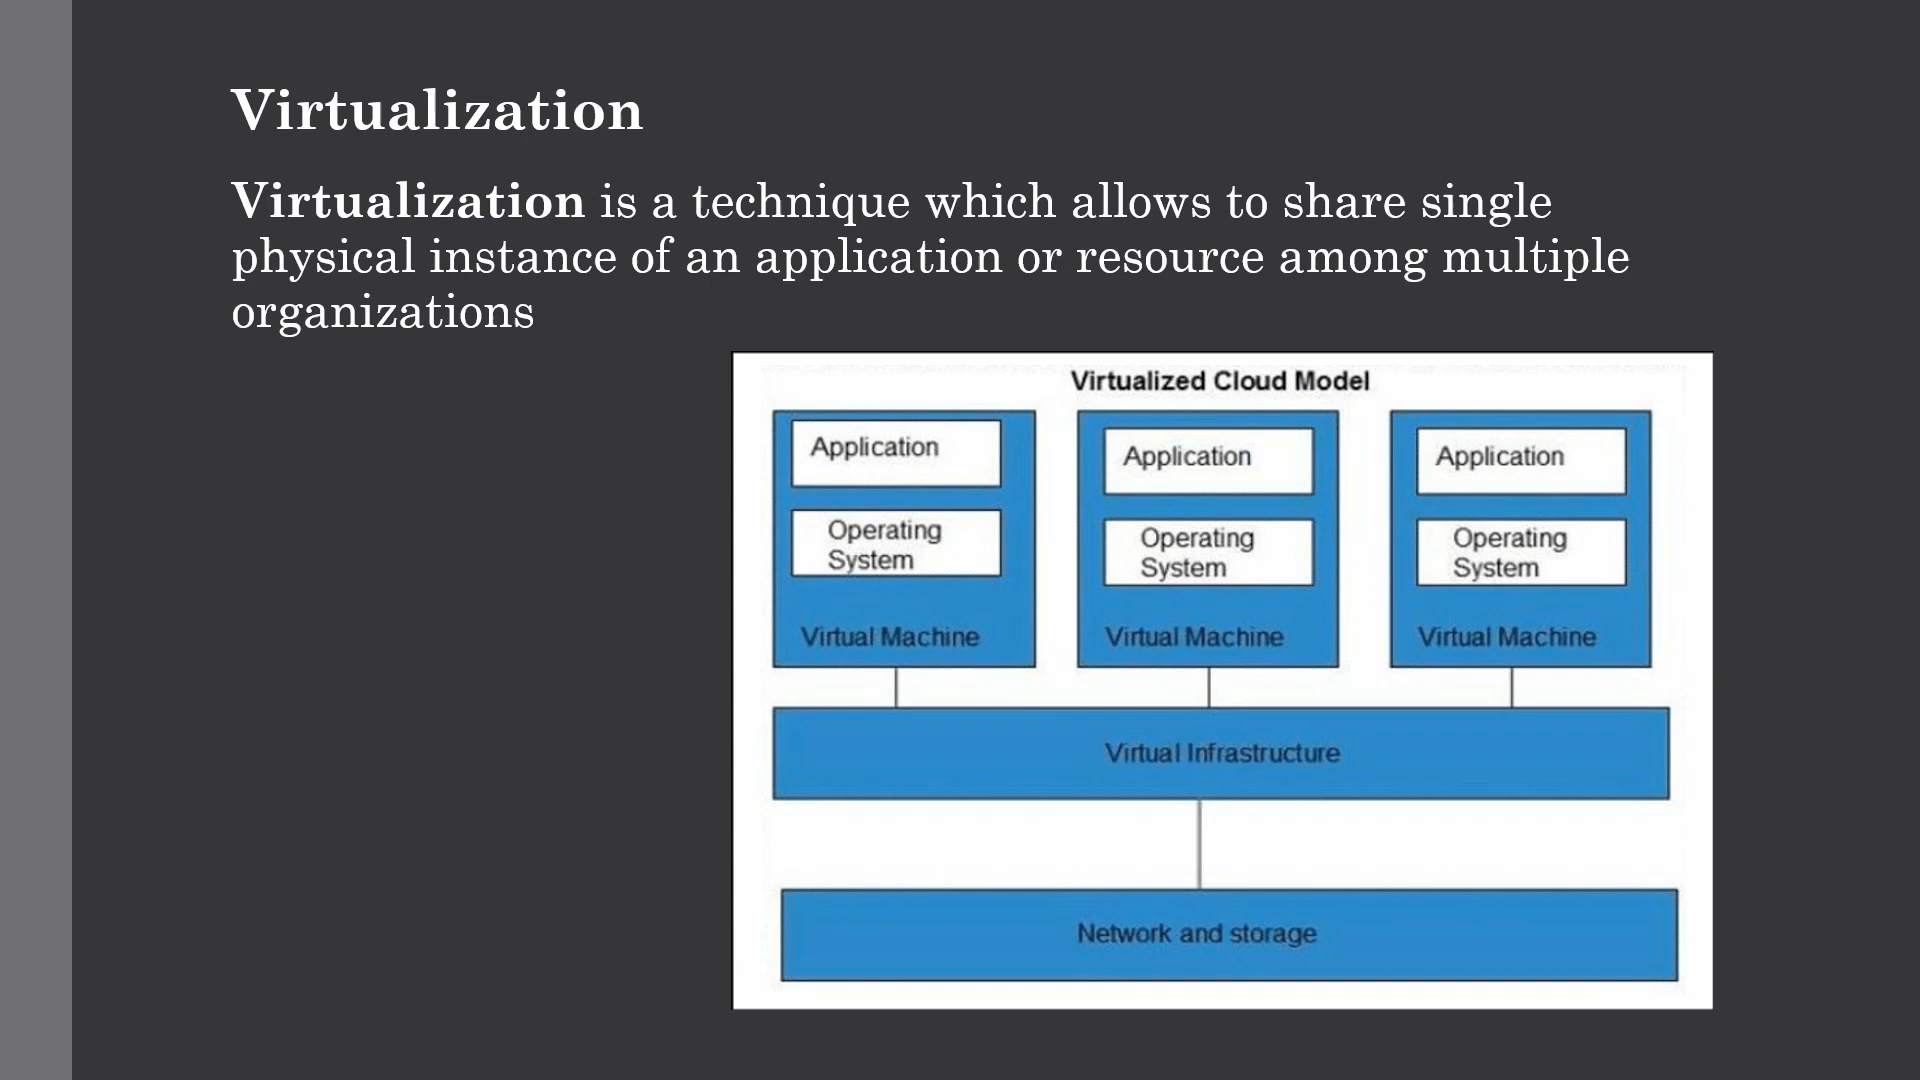 Virtualization
Virtualization is a technique which allows to share single
physical instance of an application or resource among multiple
organizations
Virtualized Cloud Model
Application
Operating
System
Virtual Machine
Application
Operating
System
Virtual Machine
Application
Operating
System
Virtual Machine
Virtual Infrastructure
Network and storage